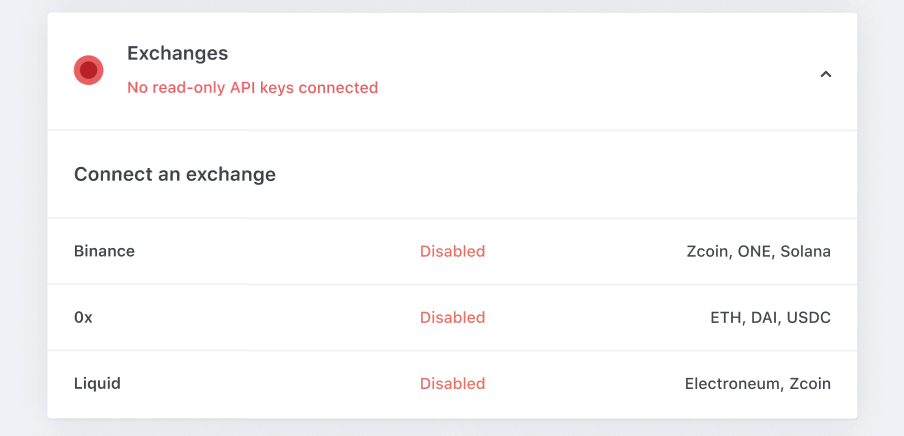 Exchanges
No read-only API keys connected
Connect an exchange
Binance Disabled Zcoin, ONE, Solana
0x Disabled ETH, DAI, USDC
Liquid Disabled Electroneum, Zcoin